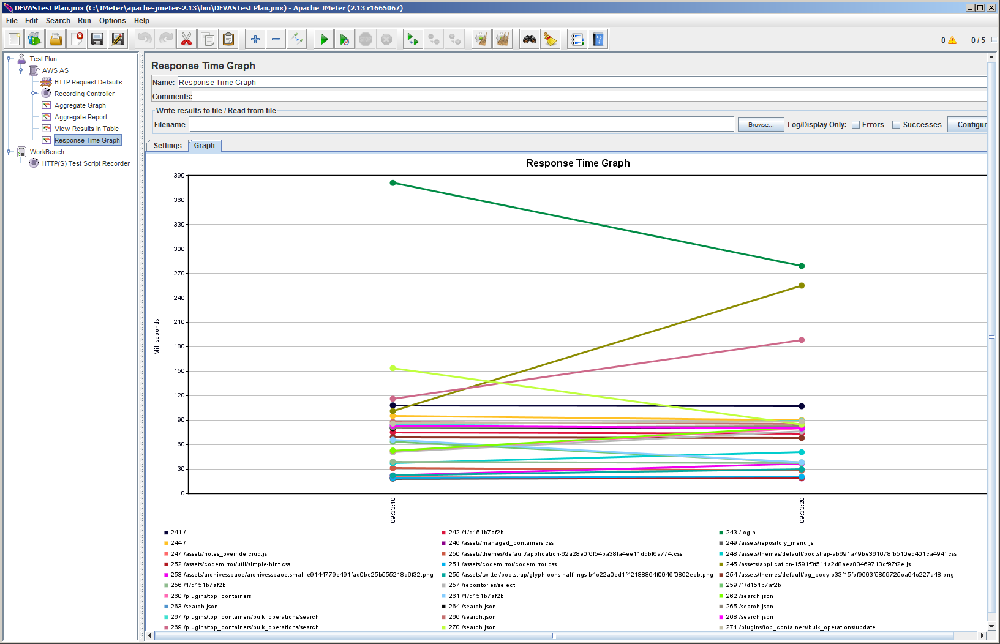 DEVASTest Plan.jmx (C:\JMeter\apache-jmeter-2.13\bin\DEVASTest Plan.jmx) - Apache JMeter (2.13 r1665067)
File Edit Search Run Options Help
STOP
0 0 / 5
Test Plan
AWS AS
HTTP Request Defaults
Recording Controller
Aggregate Graph
Aggregate Report
View Results in Table
Response Time Graph
WorkBench
HTTP(S) Test Script Recorder
Response Time Graph
Name: Response Time Graph
Comments:
Write results to file / Read from file
Filename Browse... Log/Display Only: Errors Successes Configur
Settings Graph
Response Time Graph
Milliseconds
390
360
330
300
270
240
210
180
150
120
90
60
30
0
09:33:10 09:33:20
241 / 242 /1/d151b7af2b 243 /login
244 / 246 /assets/managed_containers.css 249 /assets/repository_menu.js
247 /assets/notes_override.crud.js 250 /assets/themes/default/application-62a28e0f6f54ba38fa4ee11ddbf6a774.css 248 /assets/themes/default/bootstrap-ab691a79be361678fb510ed401ca494f.css
252 /assets/codemirror/util/simple-hint.css 251 /assets/codemirror/codemirror.css 245 /assets/application-1591f3f511a2d8aea83469713df97f2e.js
253 /assets/archivesspace/archivesspace.small-e9144779e491fad0be25b555218d6f32.png 255 /assets/twitter/bootstrap/glyphicons-halflings-b4c22a0ed1f42188864f0046f0862ecb.png 254 /assets/themes/default/bg_body-c33f15fcf9603f5859725ca64c227a48.png
256 /1/d151b7af2b 257 /repositories/select 259 /1/d151b7af2b
260 /plugins/top_containers 261 /1/d151b7af2b 262 /search.json
263 /search.json 264 /search.json 265 /search.json
267 /plugins/top_containers/bulk_operations/search 266 /search.json 268 /search.json
269 /plugins/top_containers/bulk_operations/search 270 /search.json 271 /plugins/top_containers/bulk_operations/update